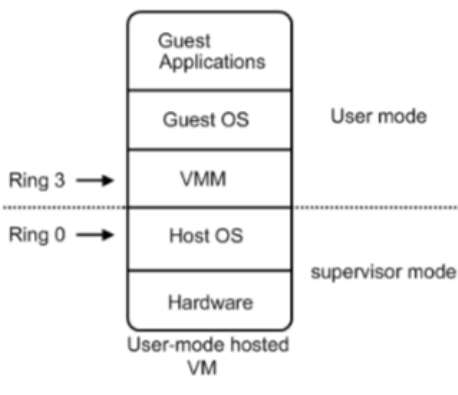 Guest
Applications
Guest OS
User mode
Ring 3
VMM
Ring 0
Host OS
supervisor mode
Hardware
User-mode hosted
VM